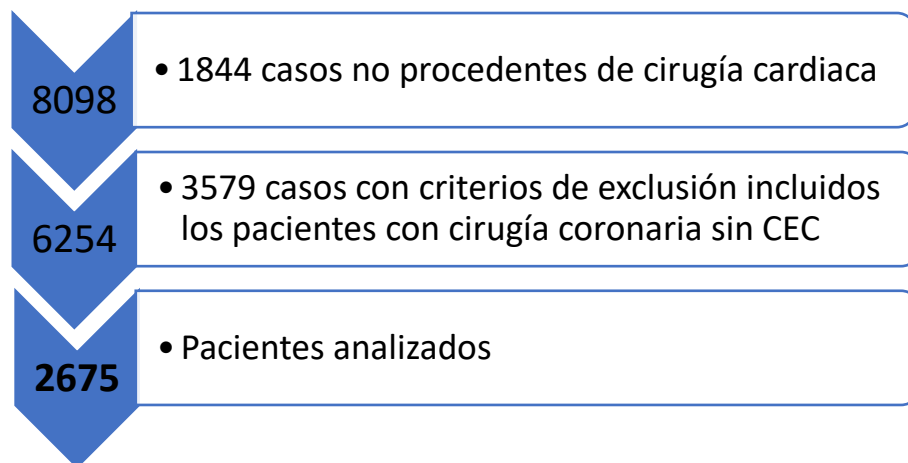 8098
• 1844 casos no procedentes de cirugía cardiaca
6254
• 3579 casos con criterios de exclusión incluidos
los pacientes con cirugía coronaria sin CEC
2675
• Pacientes analizados